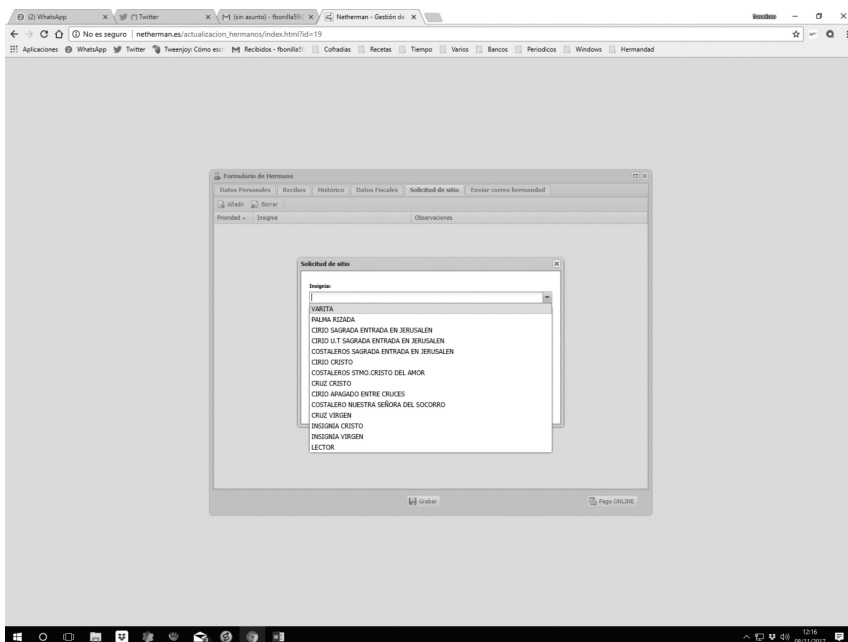 (2) WhatsApp
(*) Twitter
(sin asunto) - fbonilla59
Netherman - Gestión de
No es seguro | netherman.es/actualizacion_hermanos/index.html?id=19
Aplicaciones WhatsApp Twitter Tweenjoy: Cómo esc Recibidos - fbonilla5 Cofradias Recetas Tiempo Varios Bancos Periodicos Windows Hermandad
Formulario de Hermano
Datos Personales Recibos Histórico Datos Fiscales Solicitud de sitio Enviar correo hermandad
Añadir Borrar
Prioridad Insignia Observaciones
Solicitud de sitio
Insignia:
VARITA
PALMA RIZADA
CIRIO SAGRADA ENTRADA EN JERUSALEN
CIRIO U.T SAGRADA ENTRADA EN JERUSALEN
COSTALEROS SAGRADA ENTRADA EN JERUSALEN
CIRIO CRISTO
COSTALEROS STMO.CRISTO DEL AMOR
CRUZ CRISTO
CIRIO APAGADO ENTRE CRUCES
COSTALERO NUESTRA SEÑORA DEL SOCORRO
CRUZ VIRGEN
INSIGNIA CRISTO
INSIGNIA VIRGEN
LECTOR
Grabar Pago ONLINE
12:16
08/11/2017